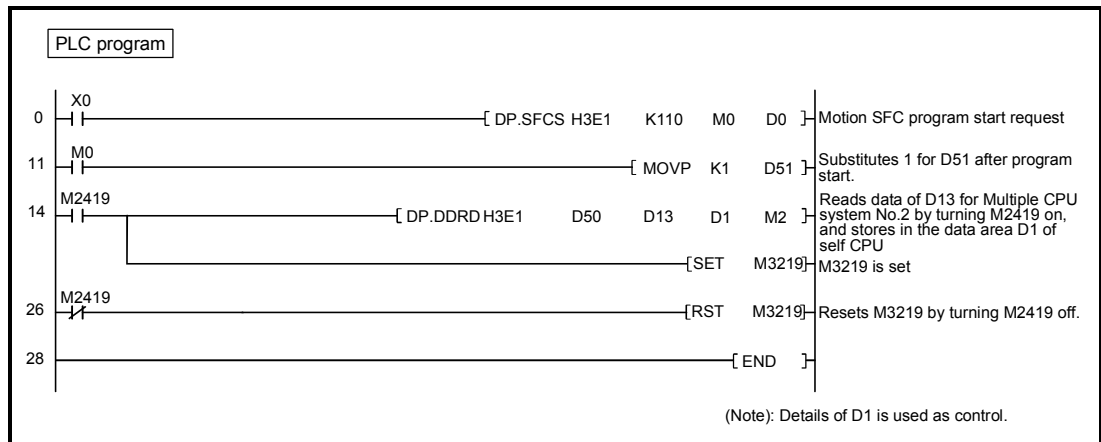 PLC program
X0
0 DP.SFCS H3E1 K110 M0 D0 Motion SFC program start request
M0
11 MOVP K1 D51 Substitutes 1 for D51 after program
start.
M2419
14 DP.DDRD H3E1 D50 D13 D1 M2 Reads data of D13 for Multiple CPU
system No.2 by turning M2419 on,
and stores in the data area D1 of
self CPU
SET M3219 M3219 is set
M2419
26 RST M3219 Resets M3219 by turning M2419 off.
28 END
(Note): Details of D1 is used as control.